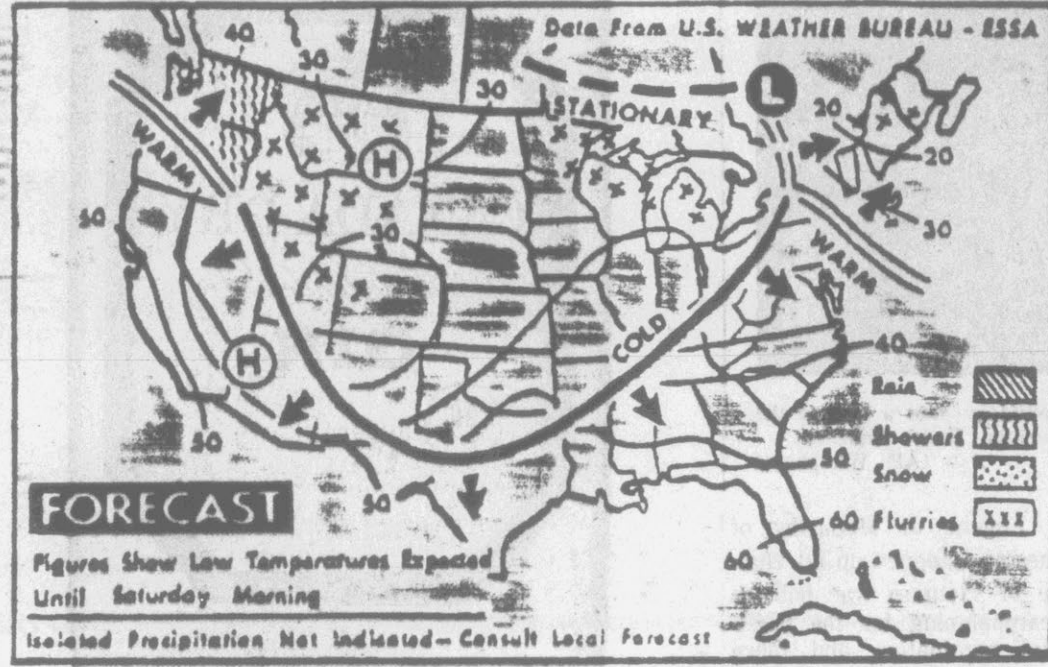 Data From U.S. WEATHER BUREAU - ESSA
40
30
30
L
20
STATIONARY
WARM
H
20
50
30
30
WARM
H
COLD
40
Rain
50
Showers
50
50
Snow
FORECAST
60
Flurries
60
Figures Show Low Temperatures Expected
Until Saturday Morning
Isolated Precipitation Not Indicated - Consult Local Forecast